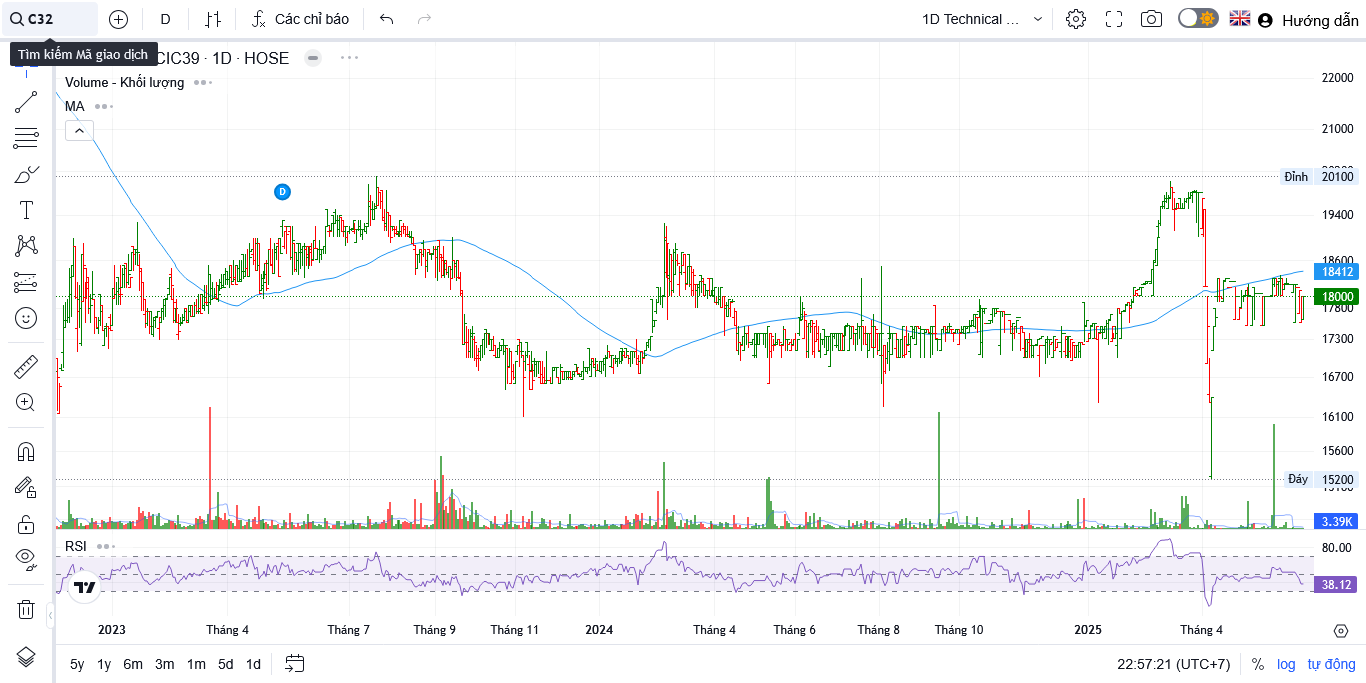 C32
D
Các chỉ báo
1D Technical ...
Hướng dẫn
Tìm kiếm Mã giao dịch
CIC39 · 1D · HOSE
Volume - Khối lượng
MA
D
22000
21000
Đỉnh 20100
19400
18600
18412
18000
17800
17300
16700
16100
15600
Đáy 15200
3.39K
RSI
80.00
38.12
2023 Tháng 4 Tháng 7 Tháng 9 Tháng 11 2024 Tháng 4 Tháng 6 Tháng 8 Tháng 10 2025 Tháng 4
5y 1y 6m 3m 1m 5d 1d
22:57:21 (UTC+7) % log tự động